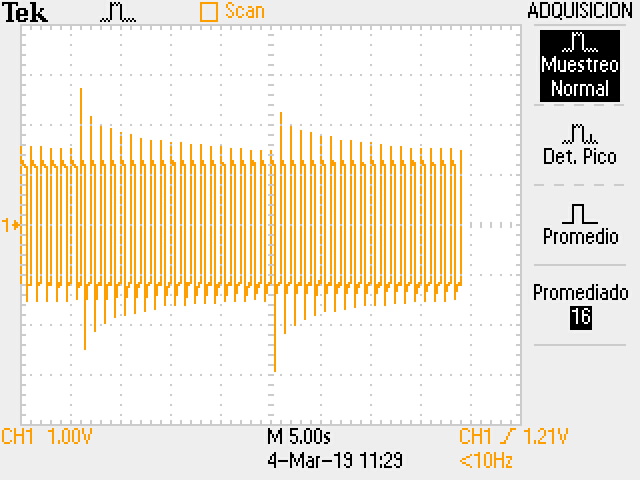 Tek
Scan
ADQUISICION
Muestreo
Normal
Det. Pico
Promedio
Promediado
16
1
CH1 1.00V
M 5.00s
CH1 1.21V
4-Mar-19 11:29
<10Hz